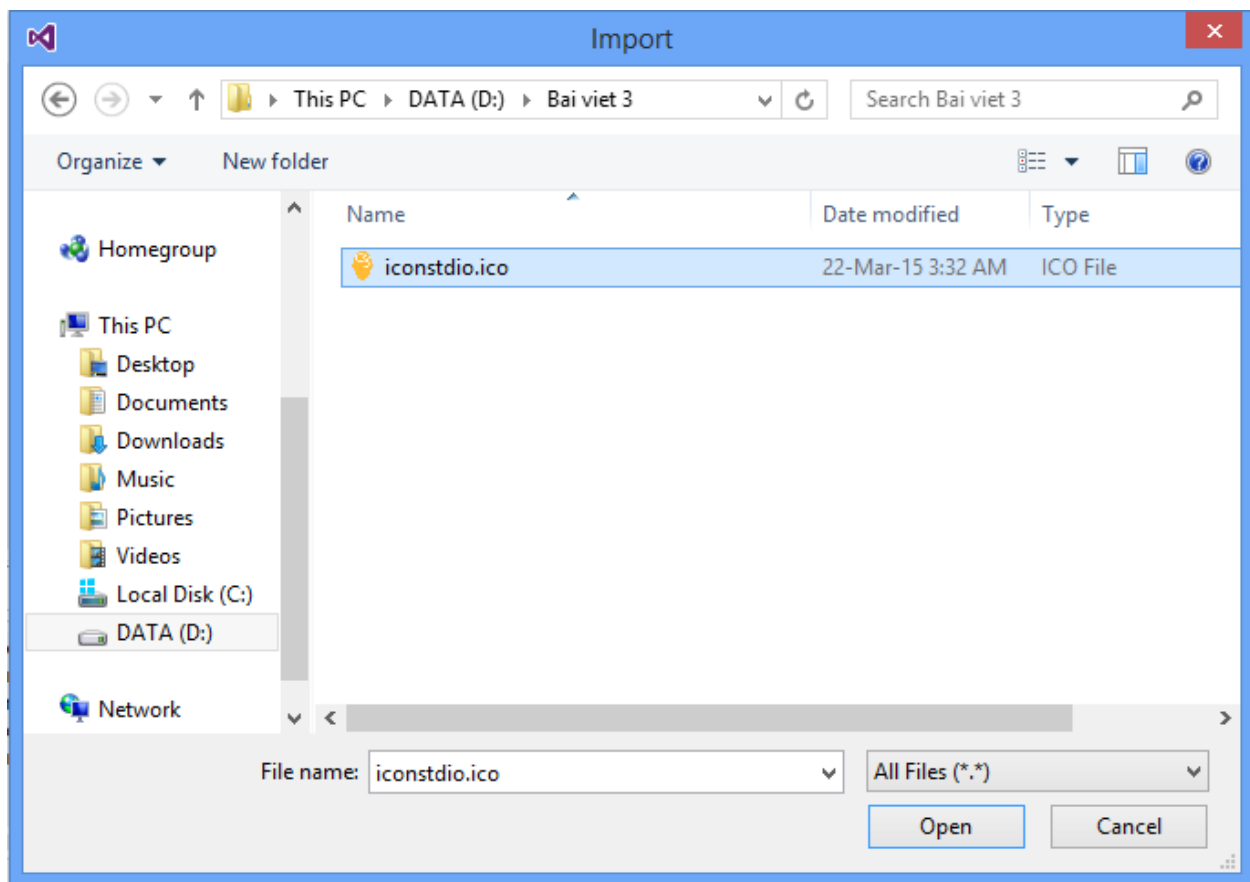 Import
This PC DATA (D:) Bai viet 3 Search Bai viet 3
Organize New folder
Name Date modified Type
Homegroup
iconstdio.ico 22-Mar-15 3:32 AM ICO File
This PC
Desktop
Documents
Downloads
Music
Pictures
Videos
Local Disk (C:)
DATA (D:)
Network
File name: iconstdio.ico All Files (*.*)
Open Cancel